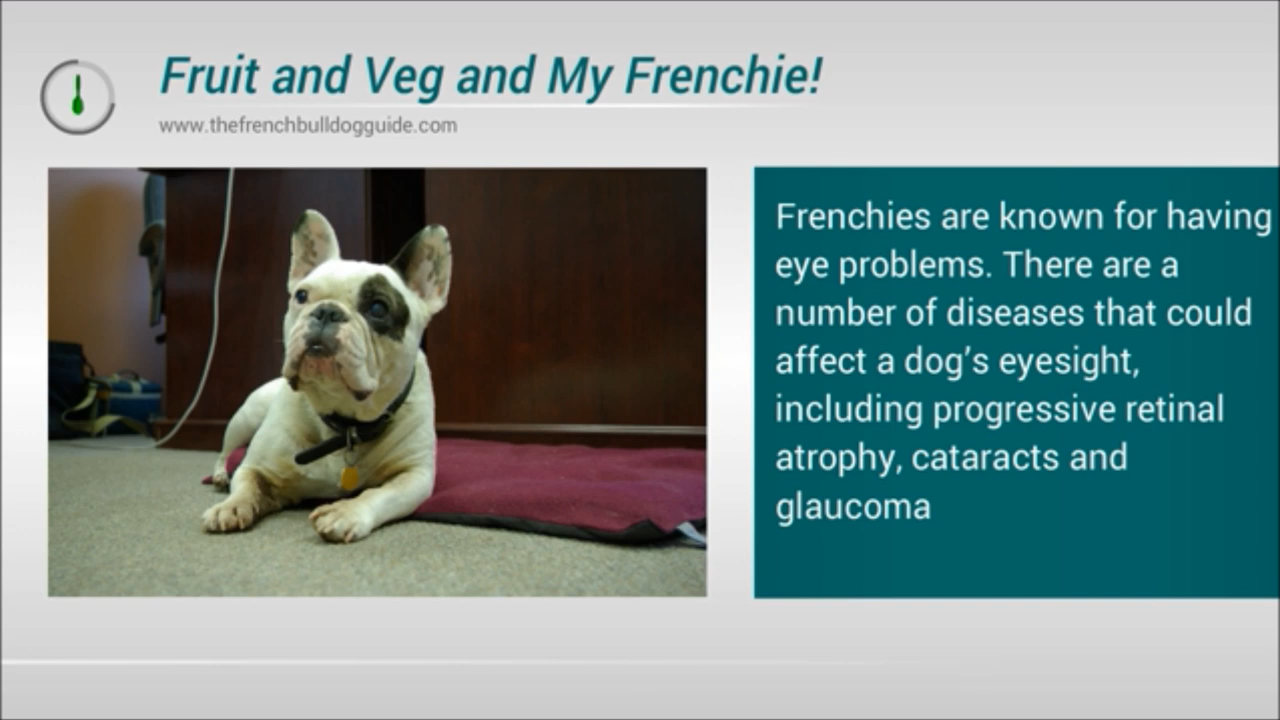 Fruit and Veg and My Frenchie!
www.thefrenchbulldogguide.com
Frenchies are known for having
eye problems. There are a
number of diseases that could
affect a dog’s eyesight,
including progressive retinal
atrophy, cataracts and
glaucoma